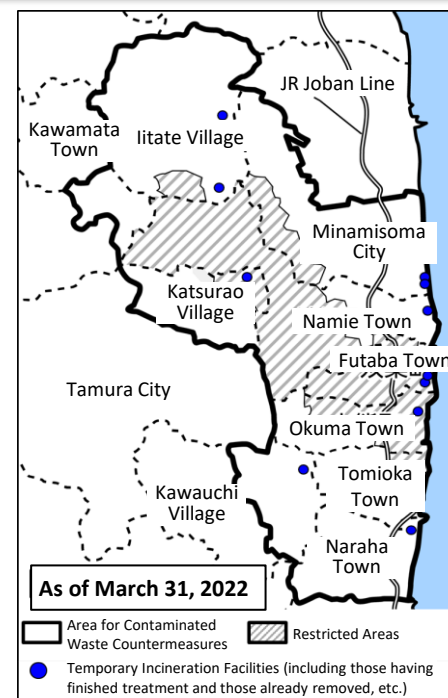 JR Joban Line
Kawamata
Town
Iitate Village
Minamisoma
City
Katsurao
Village
Namie Town
Futaba Town
Tamura City
Okuma Town
Kawauchi
Village
Tomioka
Town
Naraha
Town
As of March 31, 2022
Area for Contaminated
Waste Countermeasures
Restricted Areas
Temporary Incineration Facilities (including those having
finished treatment and those already removed, etc.)